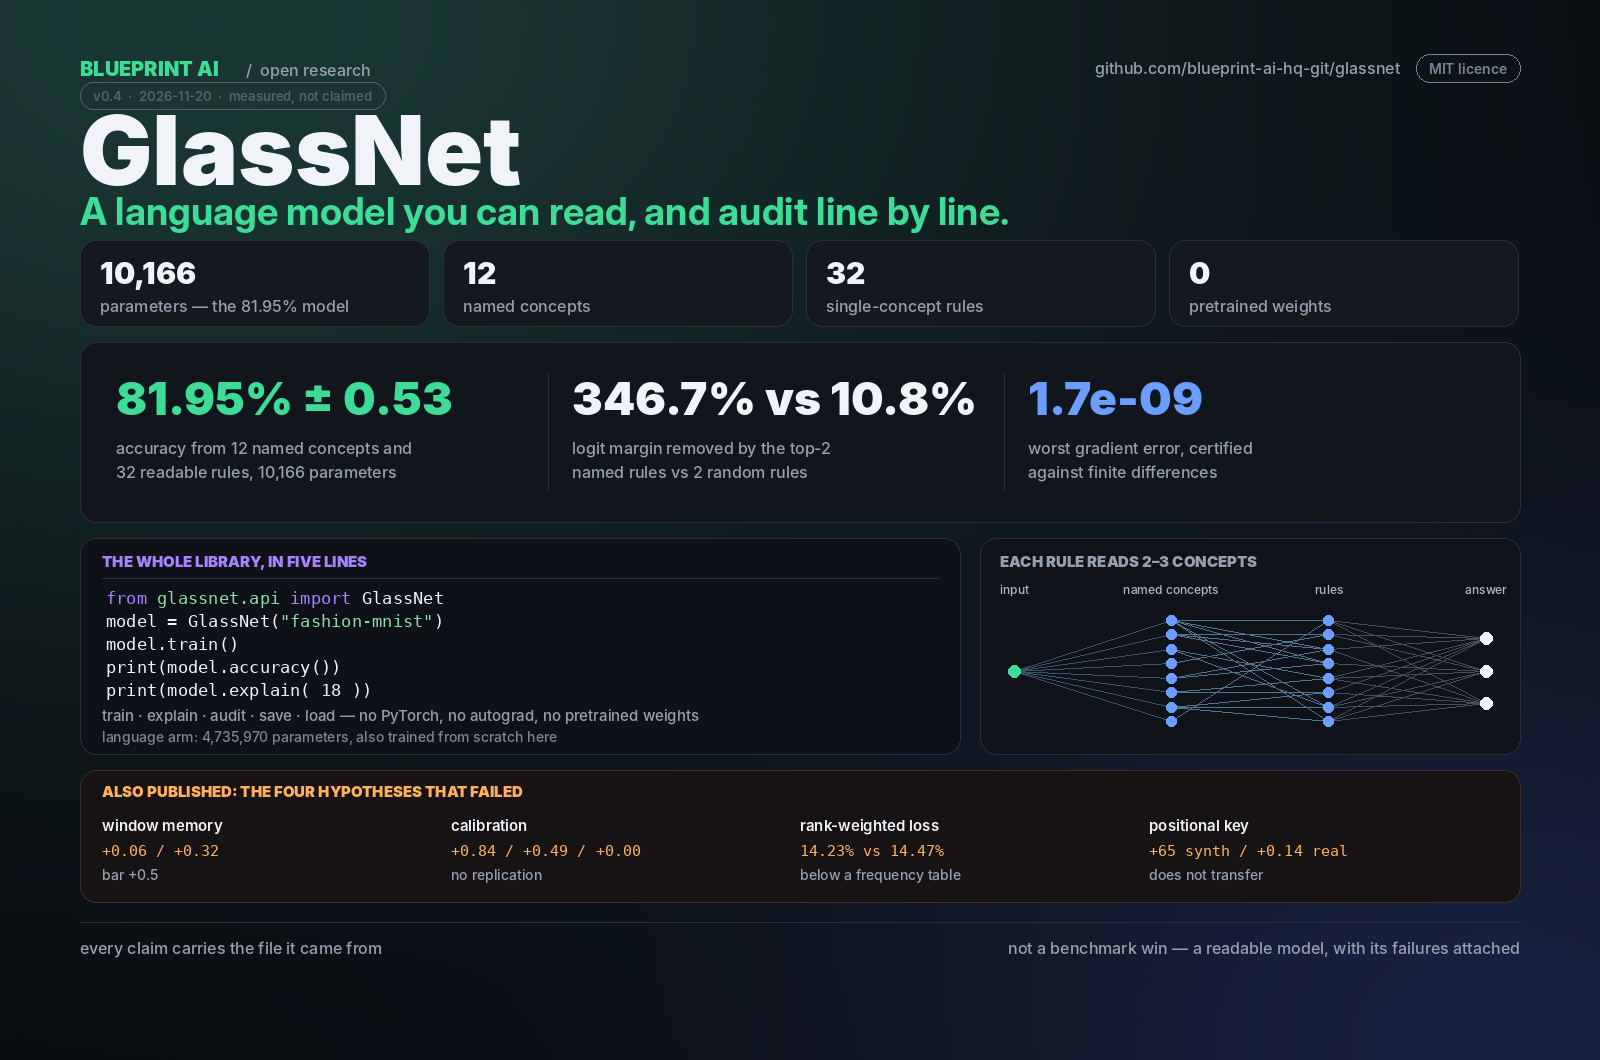 BLUEPRINT AI / open research
github.com/blueprint-ai-hq-git/glassnet MIT licence
v0.4 · 2026-11-20 · measured, not claimed
GlassNet
A language model you can read, and audit line by line.
10,166
parameters — the 81.95% model
12
named concepts
32
single-concept rules
0
pretrained weights
81.95% ± 0.53
accuracy from 12 named concepts and
32 readable rules, 10,166 parameters
346.7% vs 10.8%
logit margin removed by the top-2
named rules vs 2 random rules
1.7e-09
worst gradient error, certified
against finite differences
THE WHOLE LIBRARY, IN FIVE LINES
from glassnet.api import GlassNet
model = GlassNet("fashion-mnist")
model.train()
print(model.accuracy())
print(model.explain( 18 ))
train · explain · audit · save · load — no PyTorch, no autograd, no pretrained weights
language arm: 4,735,970 parameters, also trained from scratch here
EACH RULE READS 2–3 CONCEPTS
input named concepts rules answer
ALSO PUBLISHED: THE FOUR HYPOTHESES THAT FAILED
window memory
+0.06 / +0.32
bar +0.5
calibration
+0.84 / +0.49 / +0.00
no replication
rank-weighted loss
14.23% vs 14.47%
below a frequency table
positional key
+65 synth / +0.14 real
does not transfer
every claim carries the file it came from
not a benchmark win — a readable model, with its failures attached